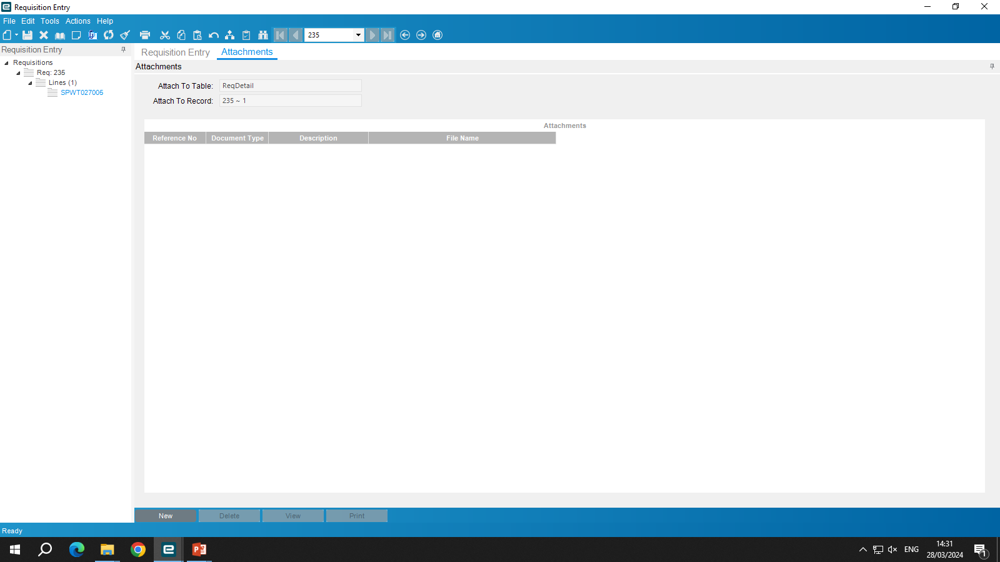 Requisition Entry
File Edit Tools Actions Help
235
Requisition Entry
Requisitions
Req: 235
Lines (1)
SPWT027006
Requisition Entry Attachments
Attachments
Attach To Table: ReqDetail
Attach To Record: 235 ~ 1
Attachments
Reference No Document Type Description File Name
New Delete View Print
Ready
ENG
14:31
28/03/2024
1